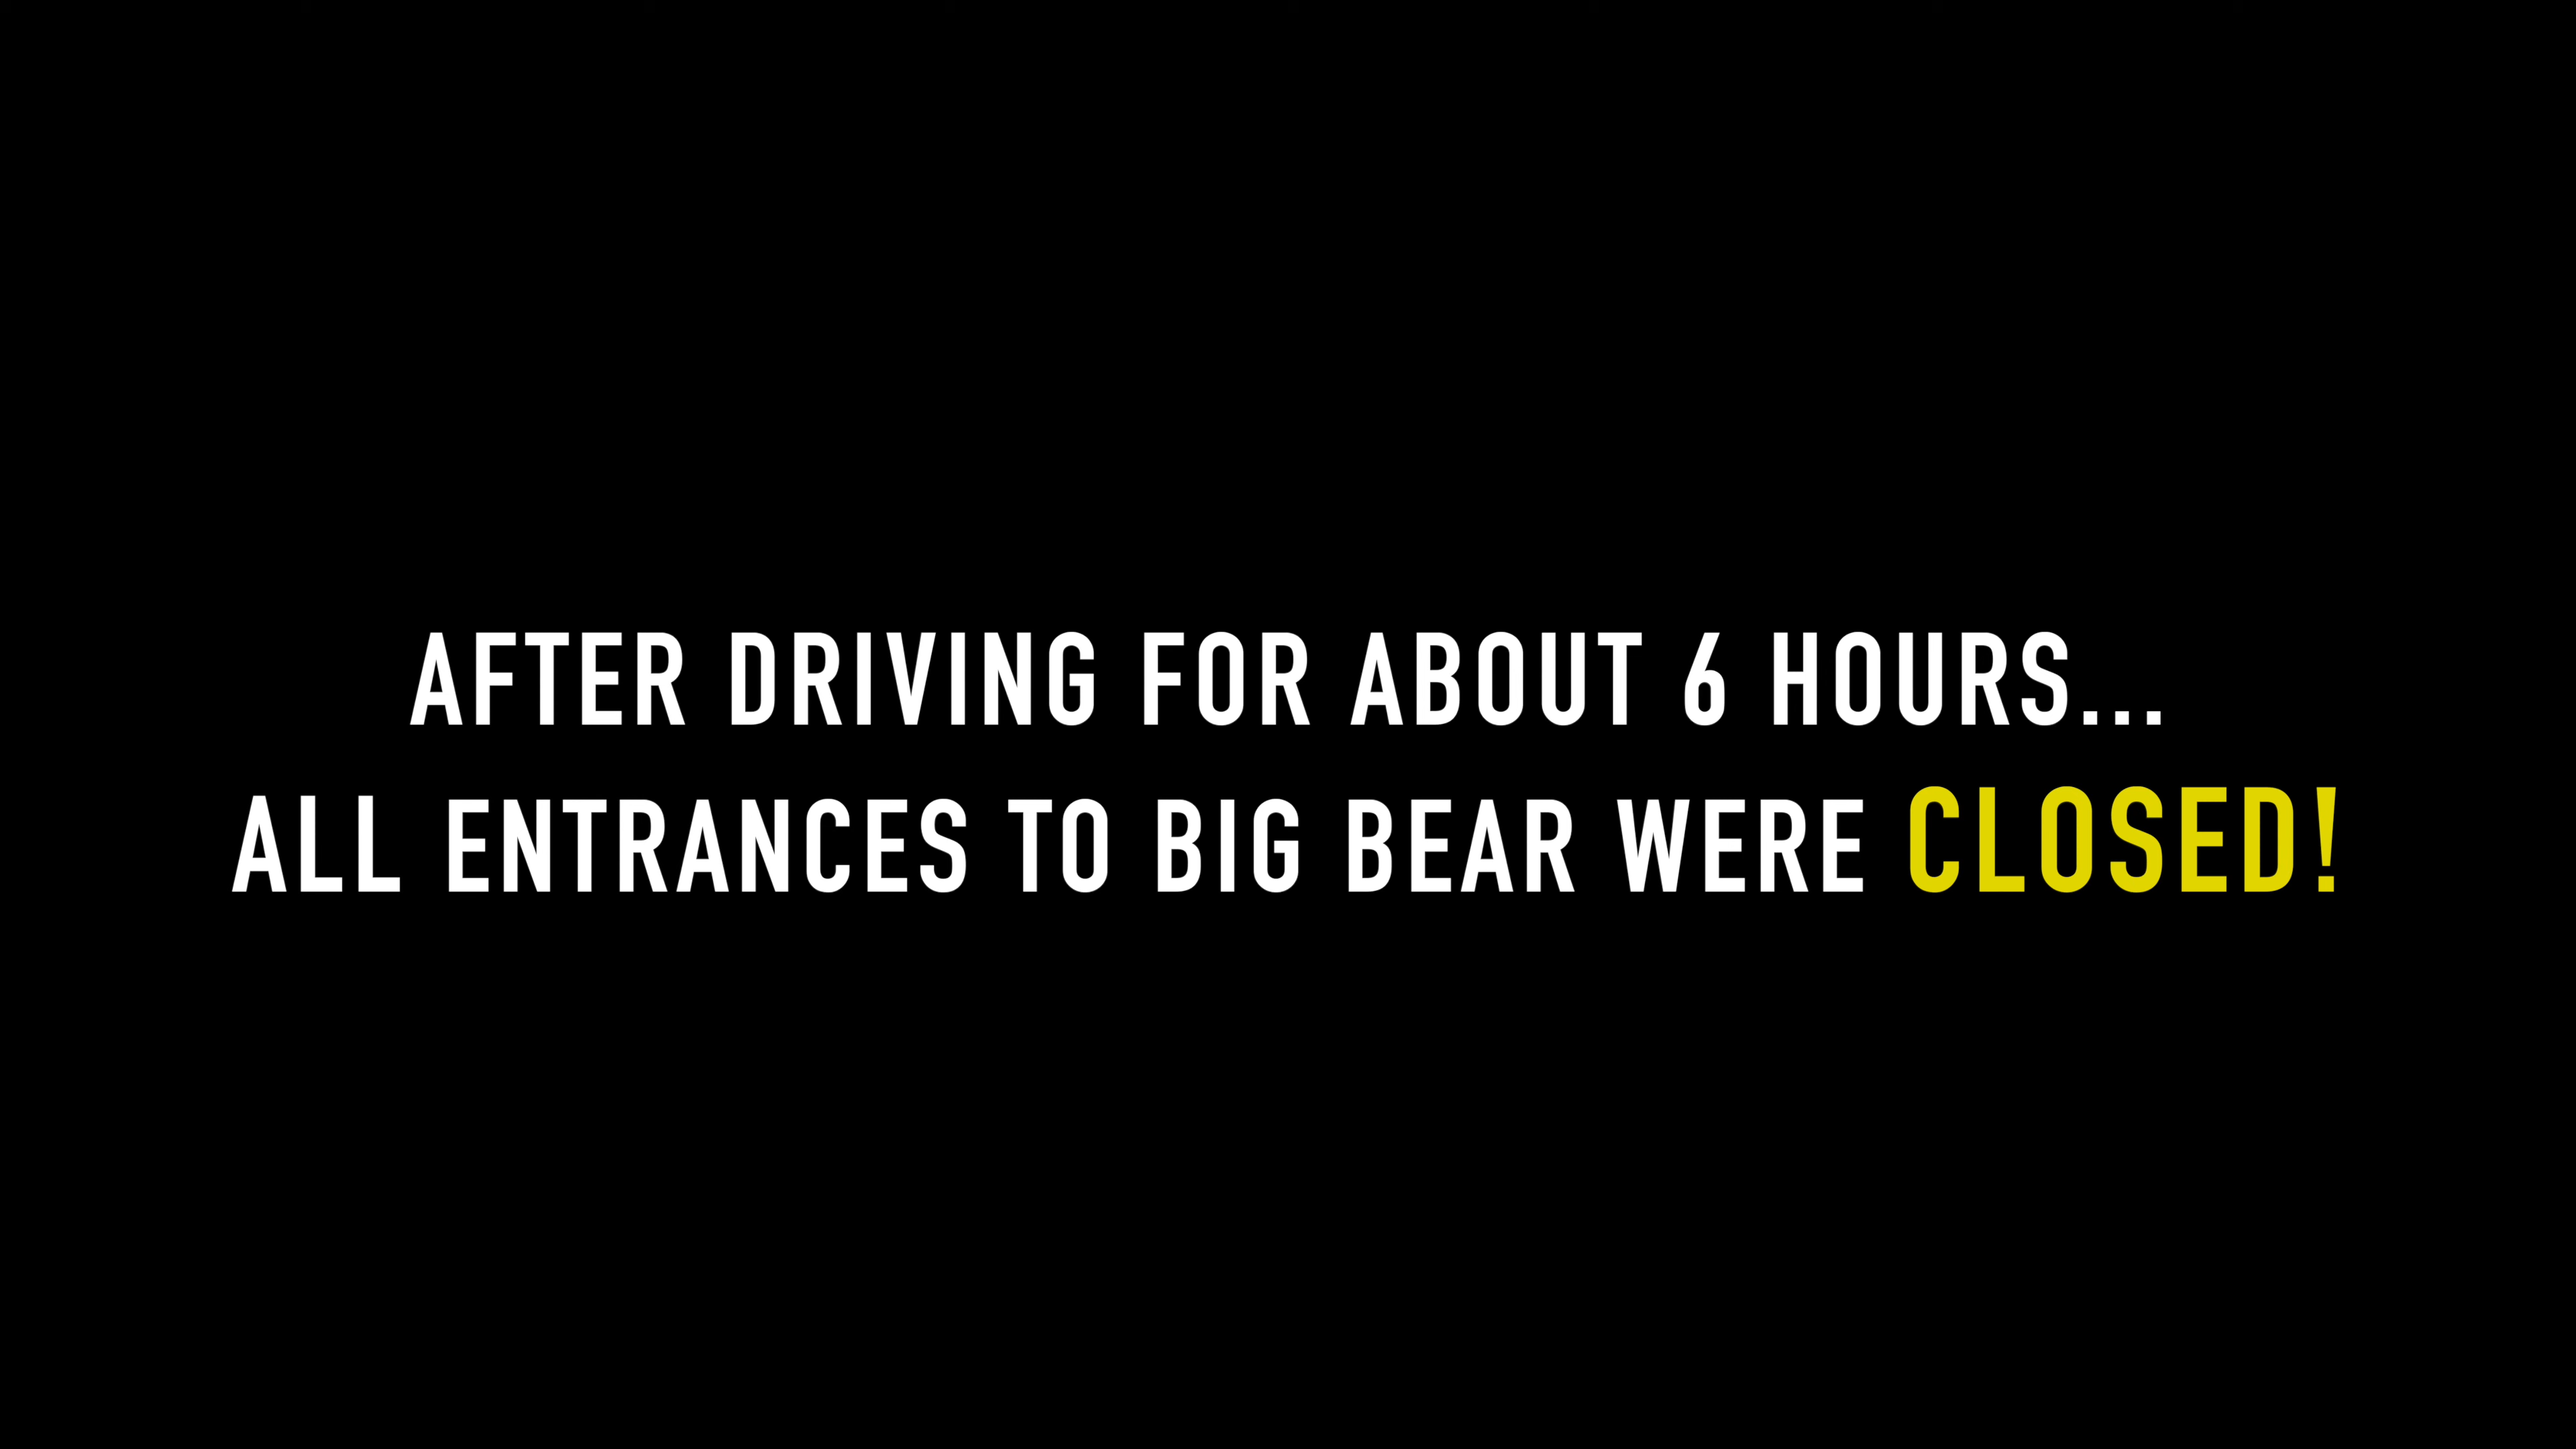 AFTER DRIVING FOR ABOUT 6 HOURS...
ALL ENTRANCES TO BIG BEAR WERE CLOSED!